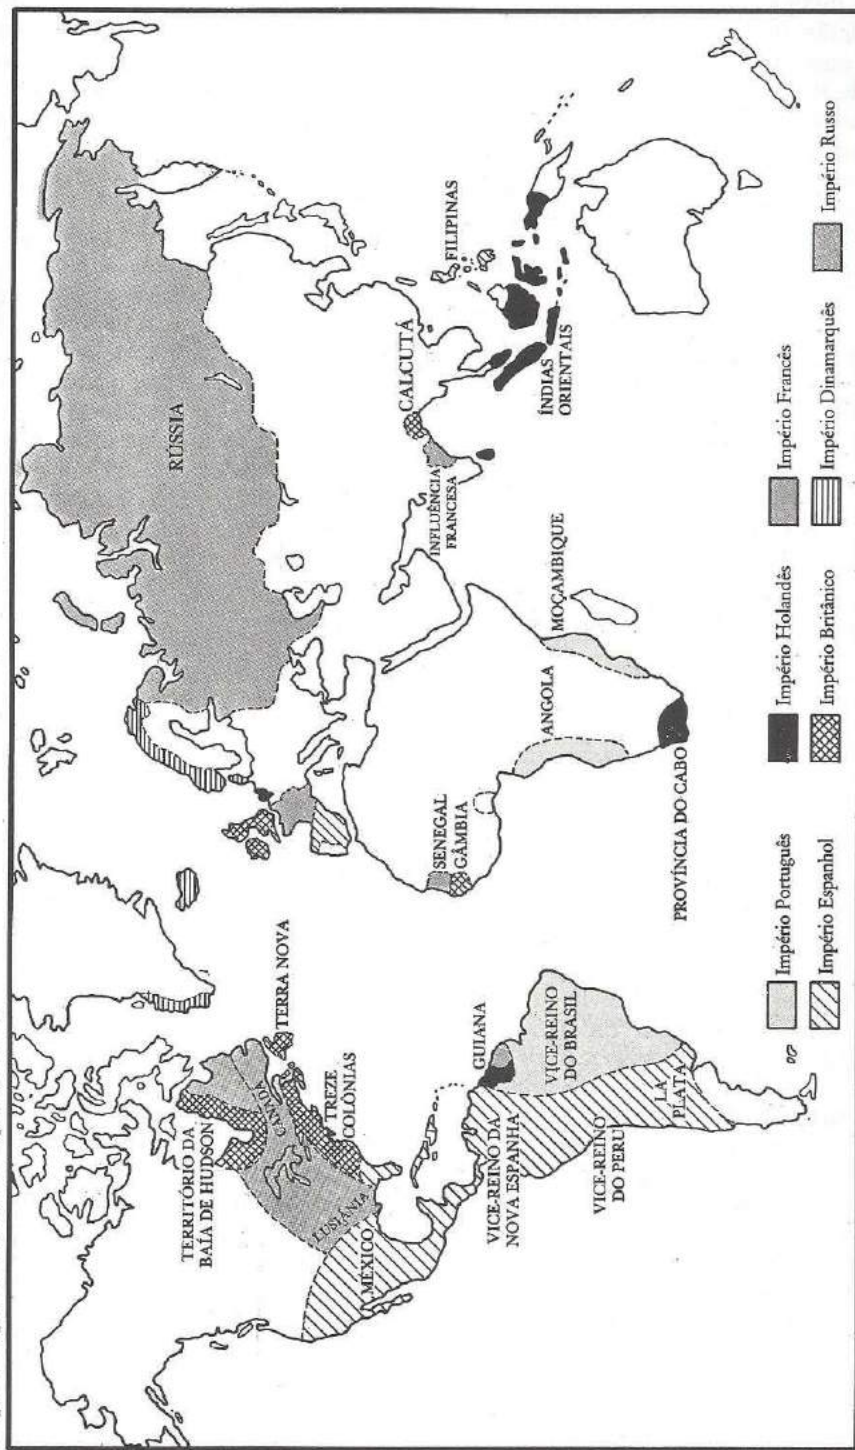 RÚSSIA
FILIPINAS
CALCUTÁ
INFLUÊNCIA
FRANCESA
ÍNDIAS
ORIENTAIS
MOÇAMBIQUE
ANGOLA
SENEGAL
GÂMBIA
PROVÍNCIA DO CABO
TERRITÓRIO DA
BAÍA DE HUDSON
CANADÁ
TERRA NOVA
TREZE
COLÓNIAS
LUSIÂNIA
MÉXICO
GUIANA
VICE-REINO DA
NOVA ESPANHA
VICE-REINO
DO BRASIL
VICE-REINO
DO PERU
LA
PLATA
Império Português
Império Holandês
Império Francês
Império Russo
Império Espanhol
Império Britânico
Império Dinamarquês